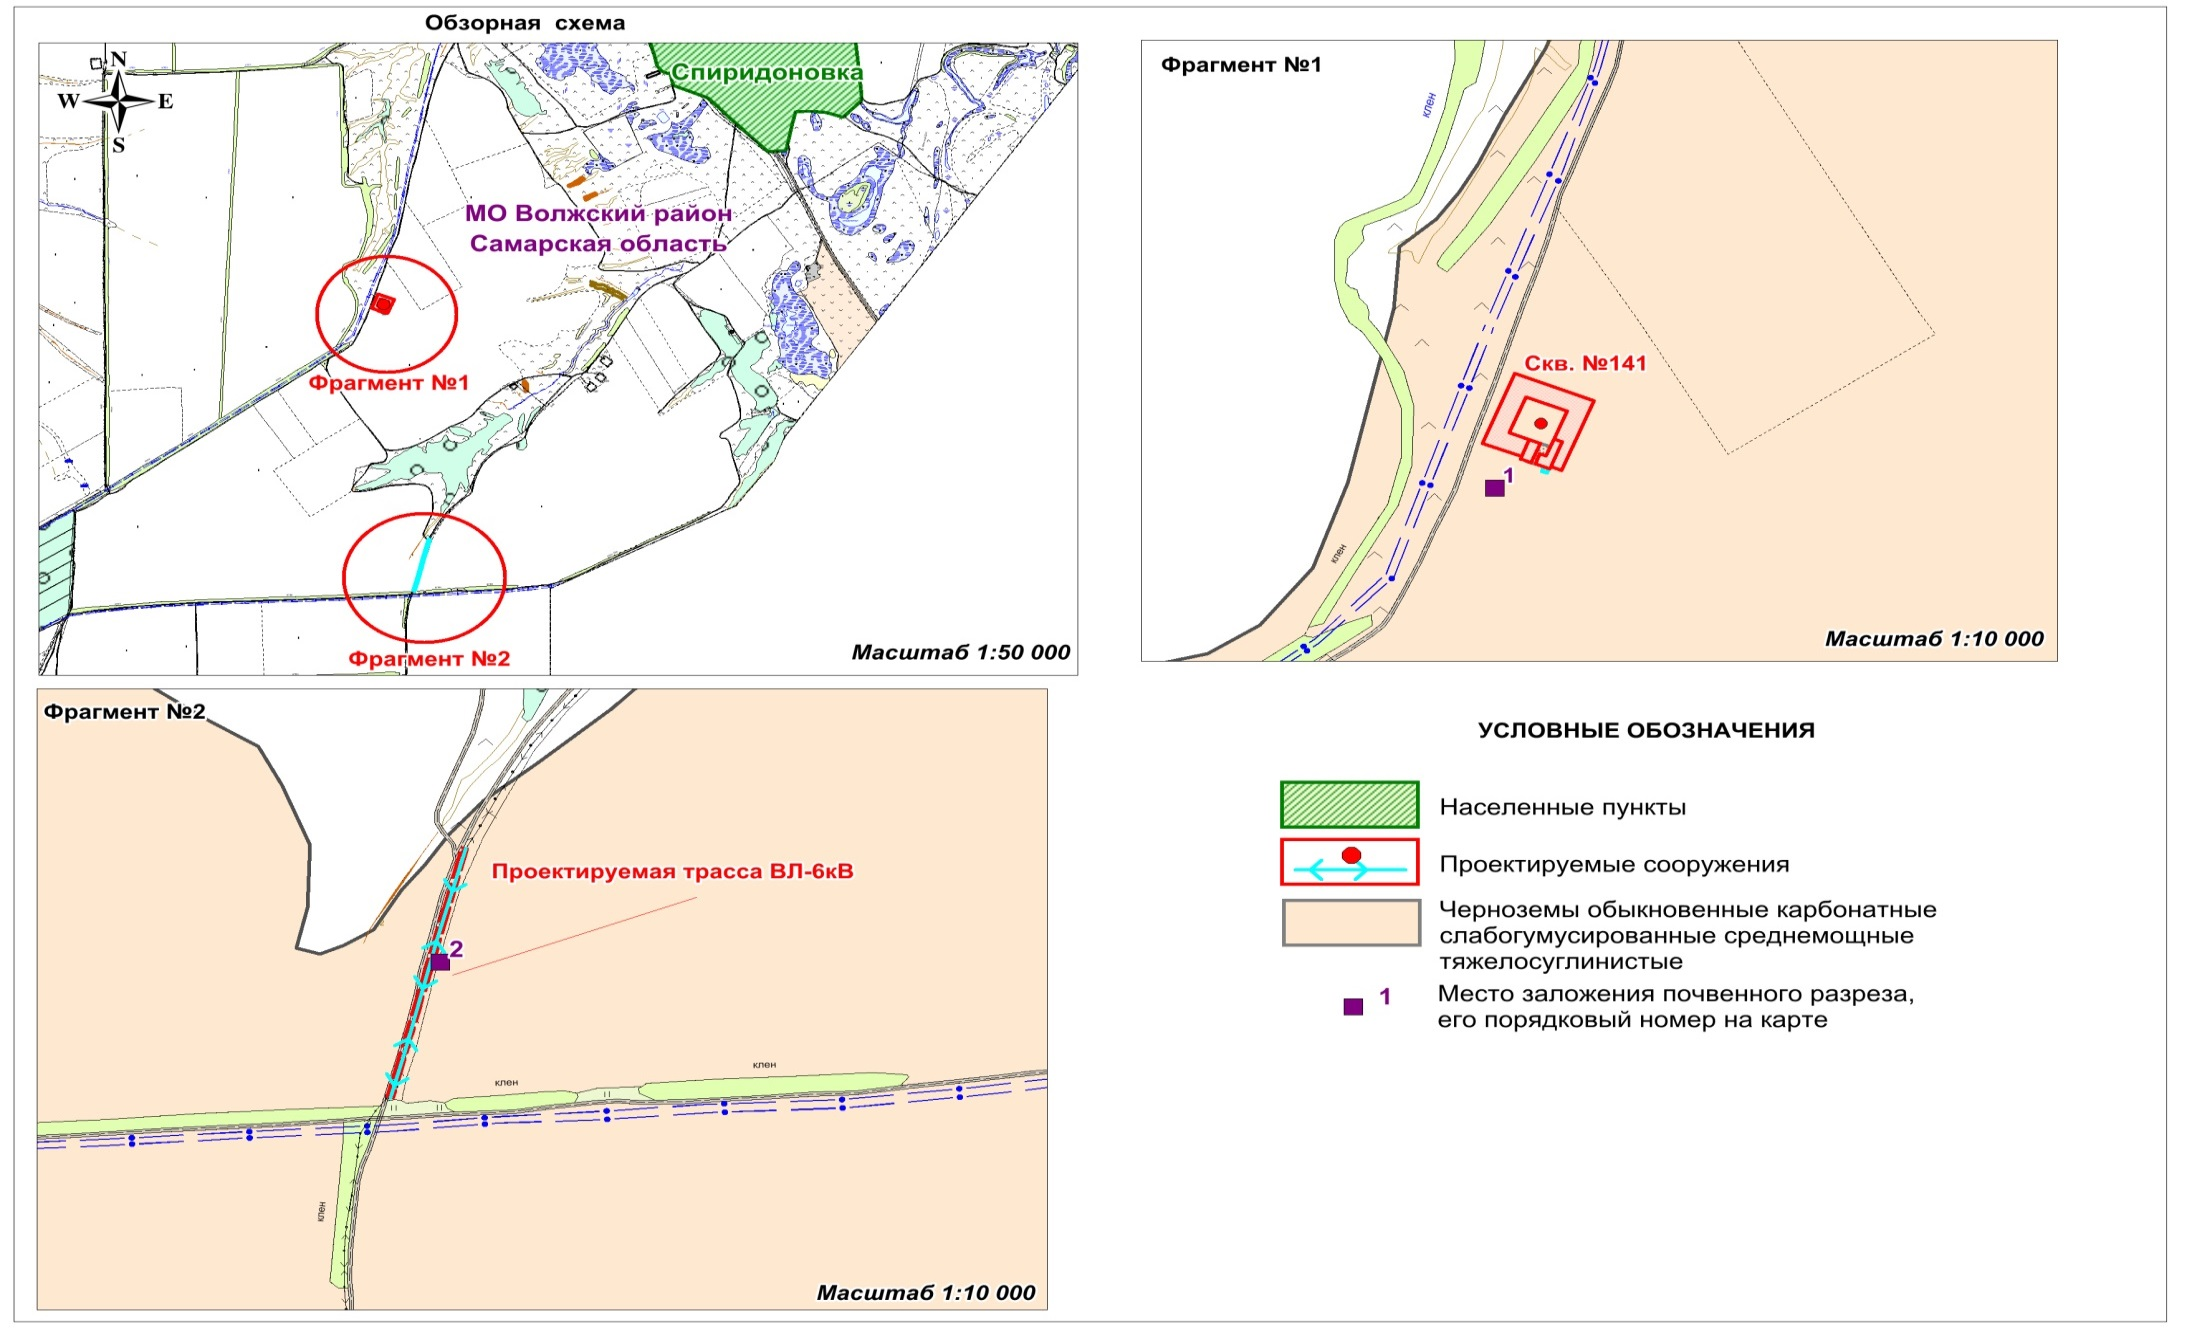 Обзорная схема
N
W E
S
Спиридоновка
МО Волжский район
Самарская область
Фрагмент №1
Фрагмент №2
Масштаб 1:50 000
Фрагмент №1
клен
Скв. №141
1
клен
Масштаб 1:10 000
Фрагмент №2
Проектируемая трасса ВЛ-6кВ
2
клен
клен
клен
Масштаб 1:10 000
УСЛОВНЫЕ ОБОЗНАЧЕНИЯ
Населенные пункты
Проектируемые сооружения
Черноземы обыкновенные карбонатные
слабогумусированные среднемощные
тяжелосуглинистые
1
Место заложения почвенного разреза,
его порядковый номер на карте